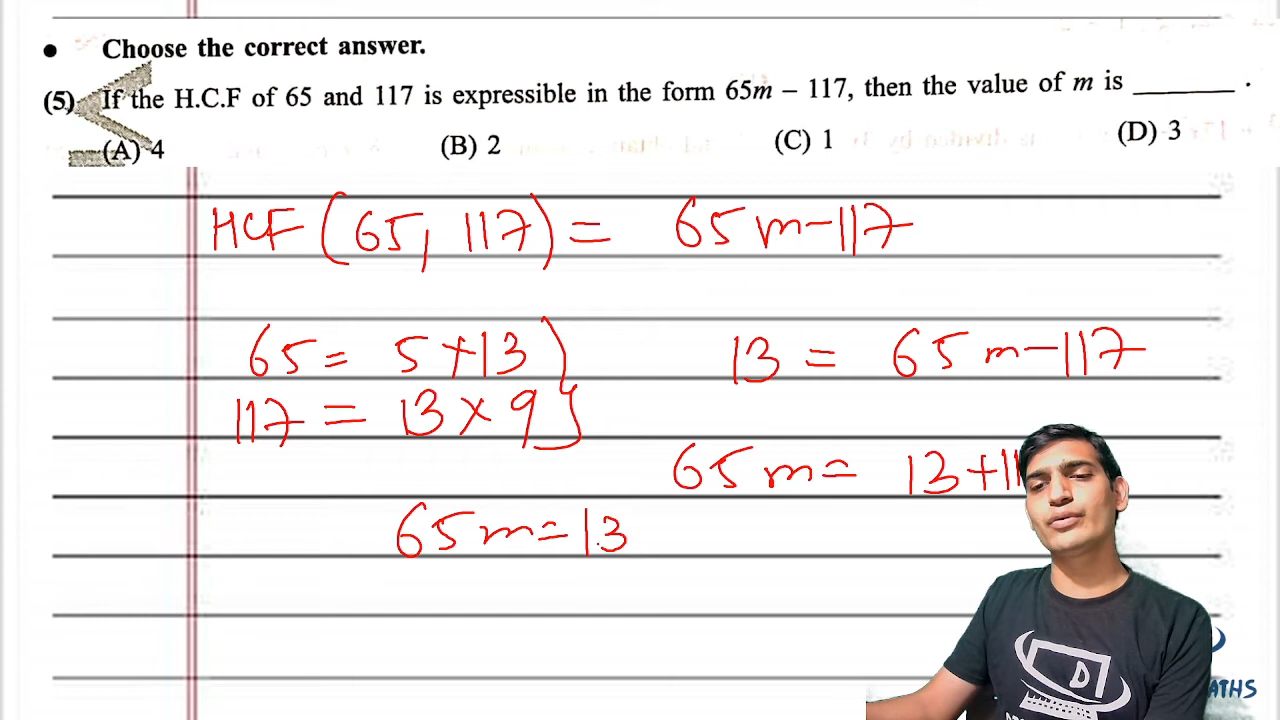 • Choose the correct answer.
(5) If the H.C.F of 65 and 117 is expressible in the form 65m – 117, then the value of m is ________ .
(A) 4 (B) 2 (C) 1 (D) 3
HCF (65, 117) = 65m-117
65 = 5×13
13 = 65m-117
117 = 13×9
65m = 13+11
65m=13
D
ATHS